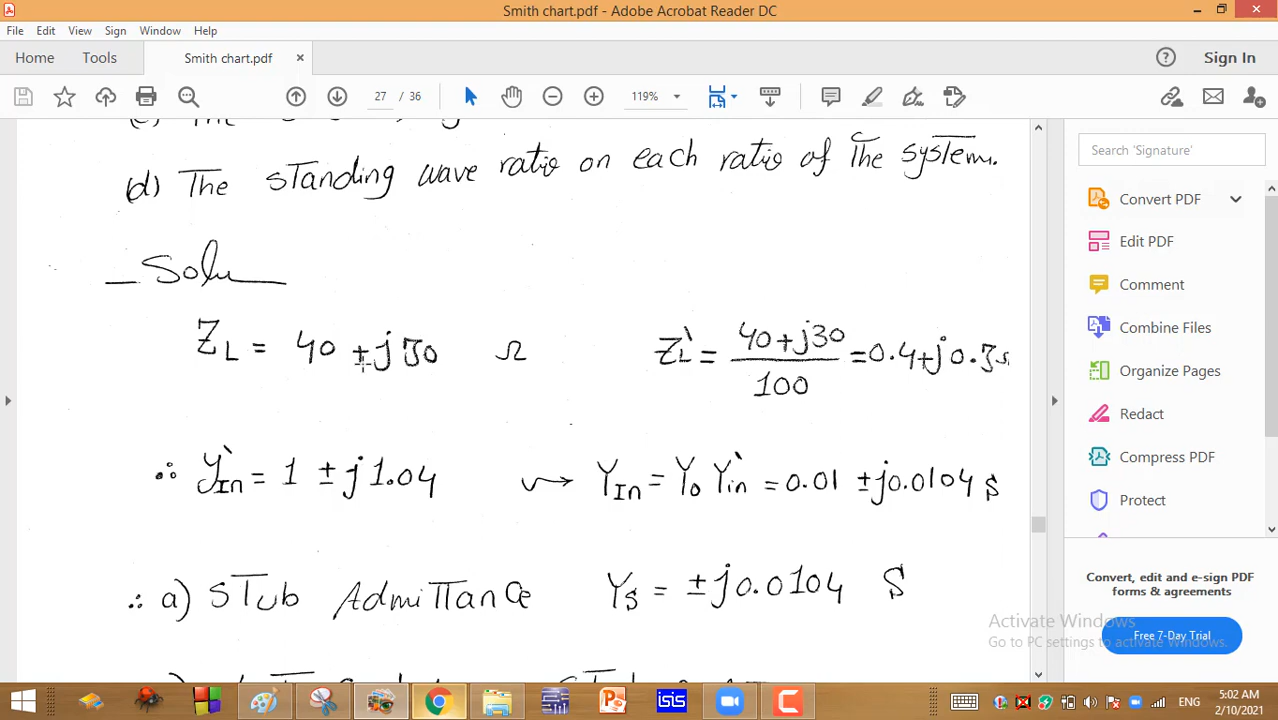 Smith chart.pdf - Adobe Acrobat Reader DC
File Edit View Sign Window Help
Home Tools Smith chart.pdf × Sign In
27 / 36 119%
d) The standing wave ratio on each ratio of the system.
Solu
ZL = 40 + j30 Ω ZL` = 40+j30 / 100 = 0.4+j0.3
∴ y`In = 1 ± j1.04 → YIn = Yo Y`in = 0.01 ± j0.0104 S
∴ a) STub AdmiTTance Ys = ± j0.0104 S
Search 'Signature'
Convert PDF
Edit PDF
Comment
Combine Files
Organize Pages
Redact
Compress PDF
Protect
Convert, edit and e-sign PDF
forms & agreements
Free 7-Day Trial
Activate Windows
Go to PC settings to activate Windows.
isis
ENG
5:02 AM
2/10/2021